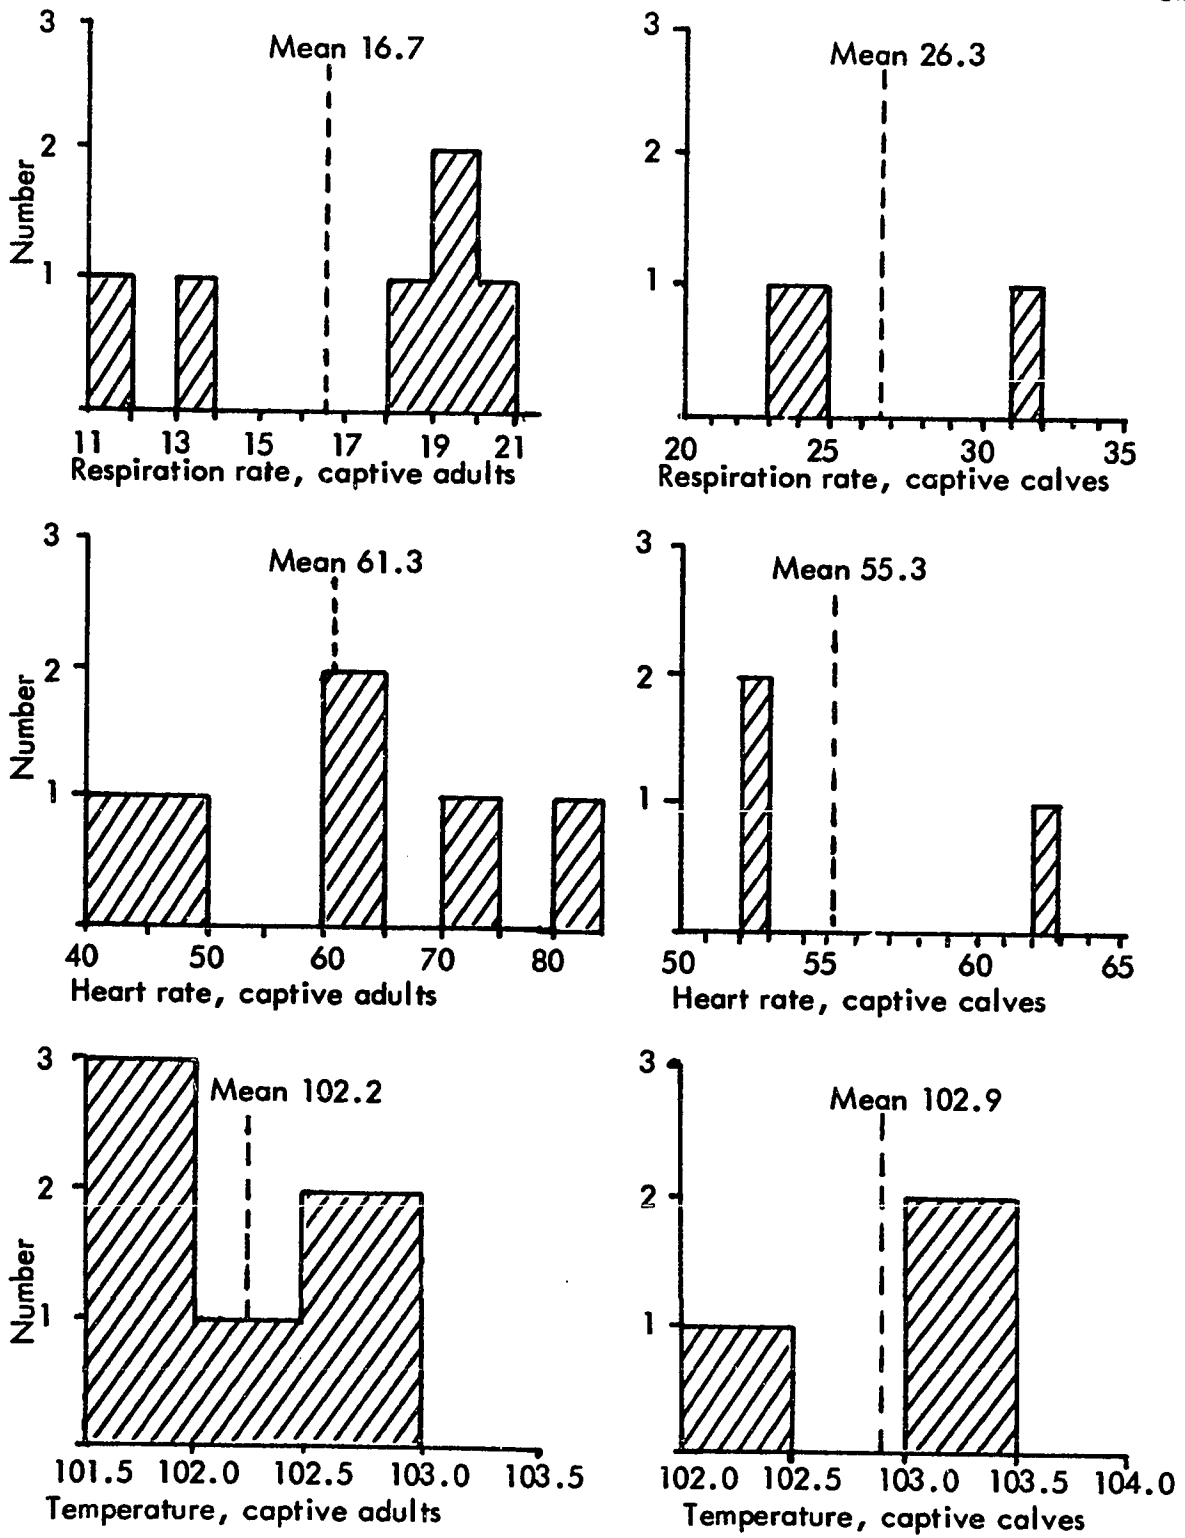 3
Mean 16.7
2
Number
1
11 13 15 17 19 21
Respiration rate, captive adults
3
Mean 26.3
2
1
20 25 30 35
Respiration rate, captive calves
3
Mean 61.3
2
Number
1
40 50 60 70 80
Heart rate, captive adults
3
Mean 55.3
2
1
50 55 60 65
Heart rate, captive calves
3
Mean 102.2
2
Number
1
101.5 102.0 102.5 103.0 103.5
Temperature, captive adults
3
Mean 102.9
2
1
102.0 102.5 103.0 103.5 104.0
Temperature, captive calves